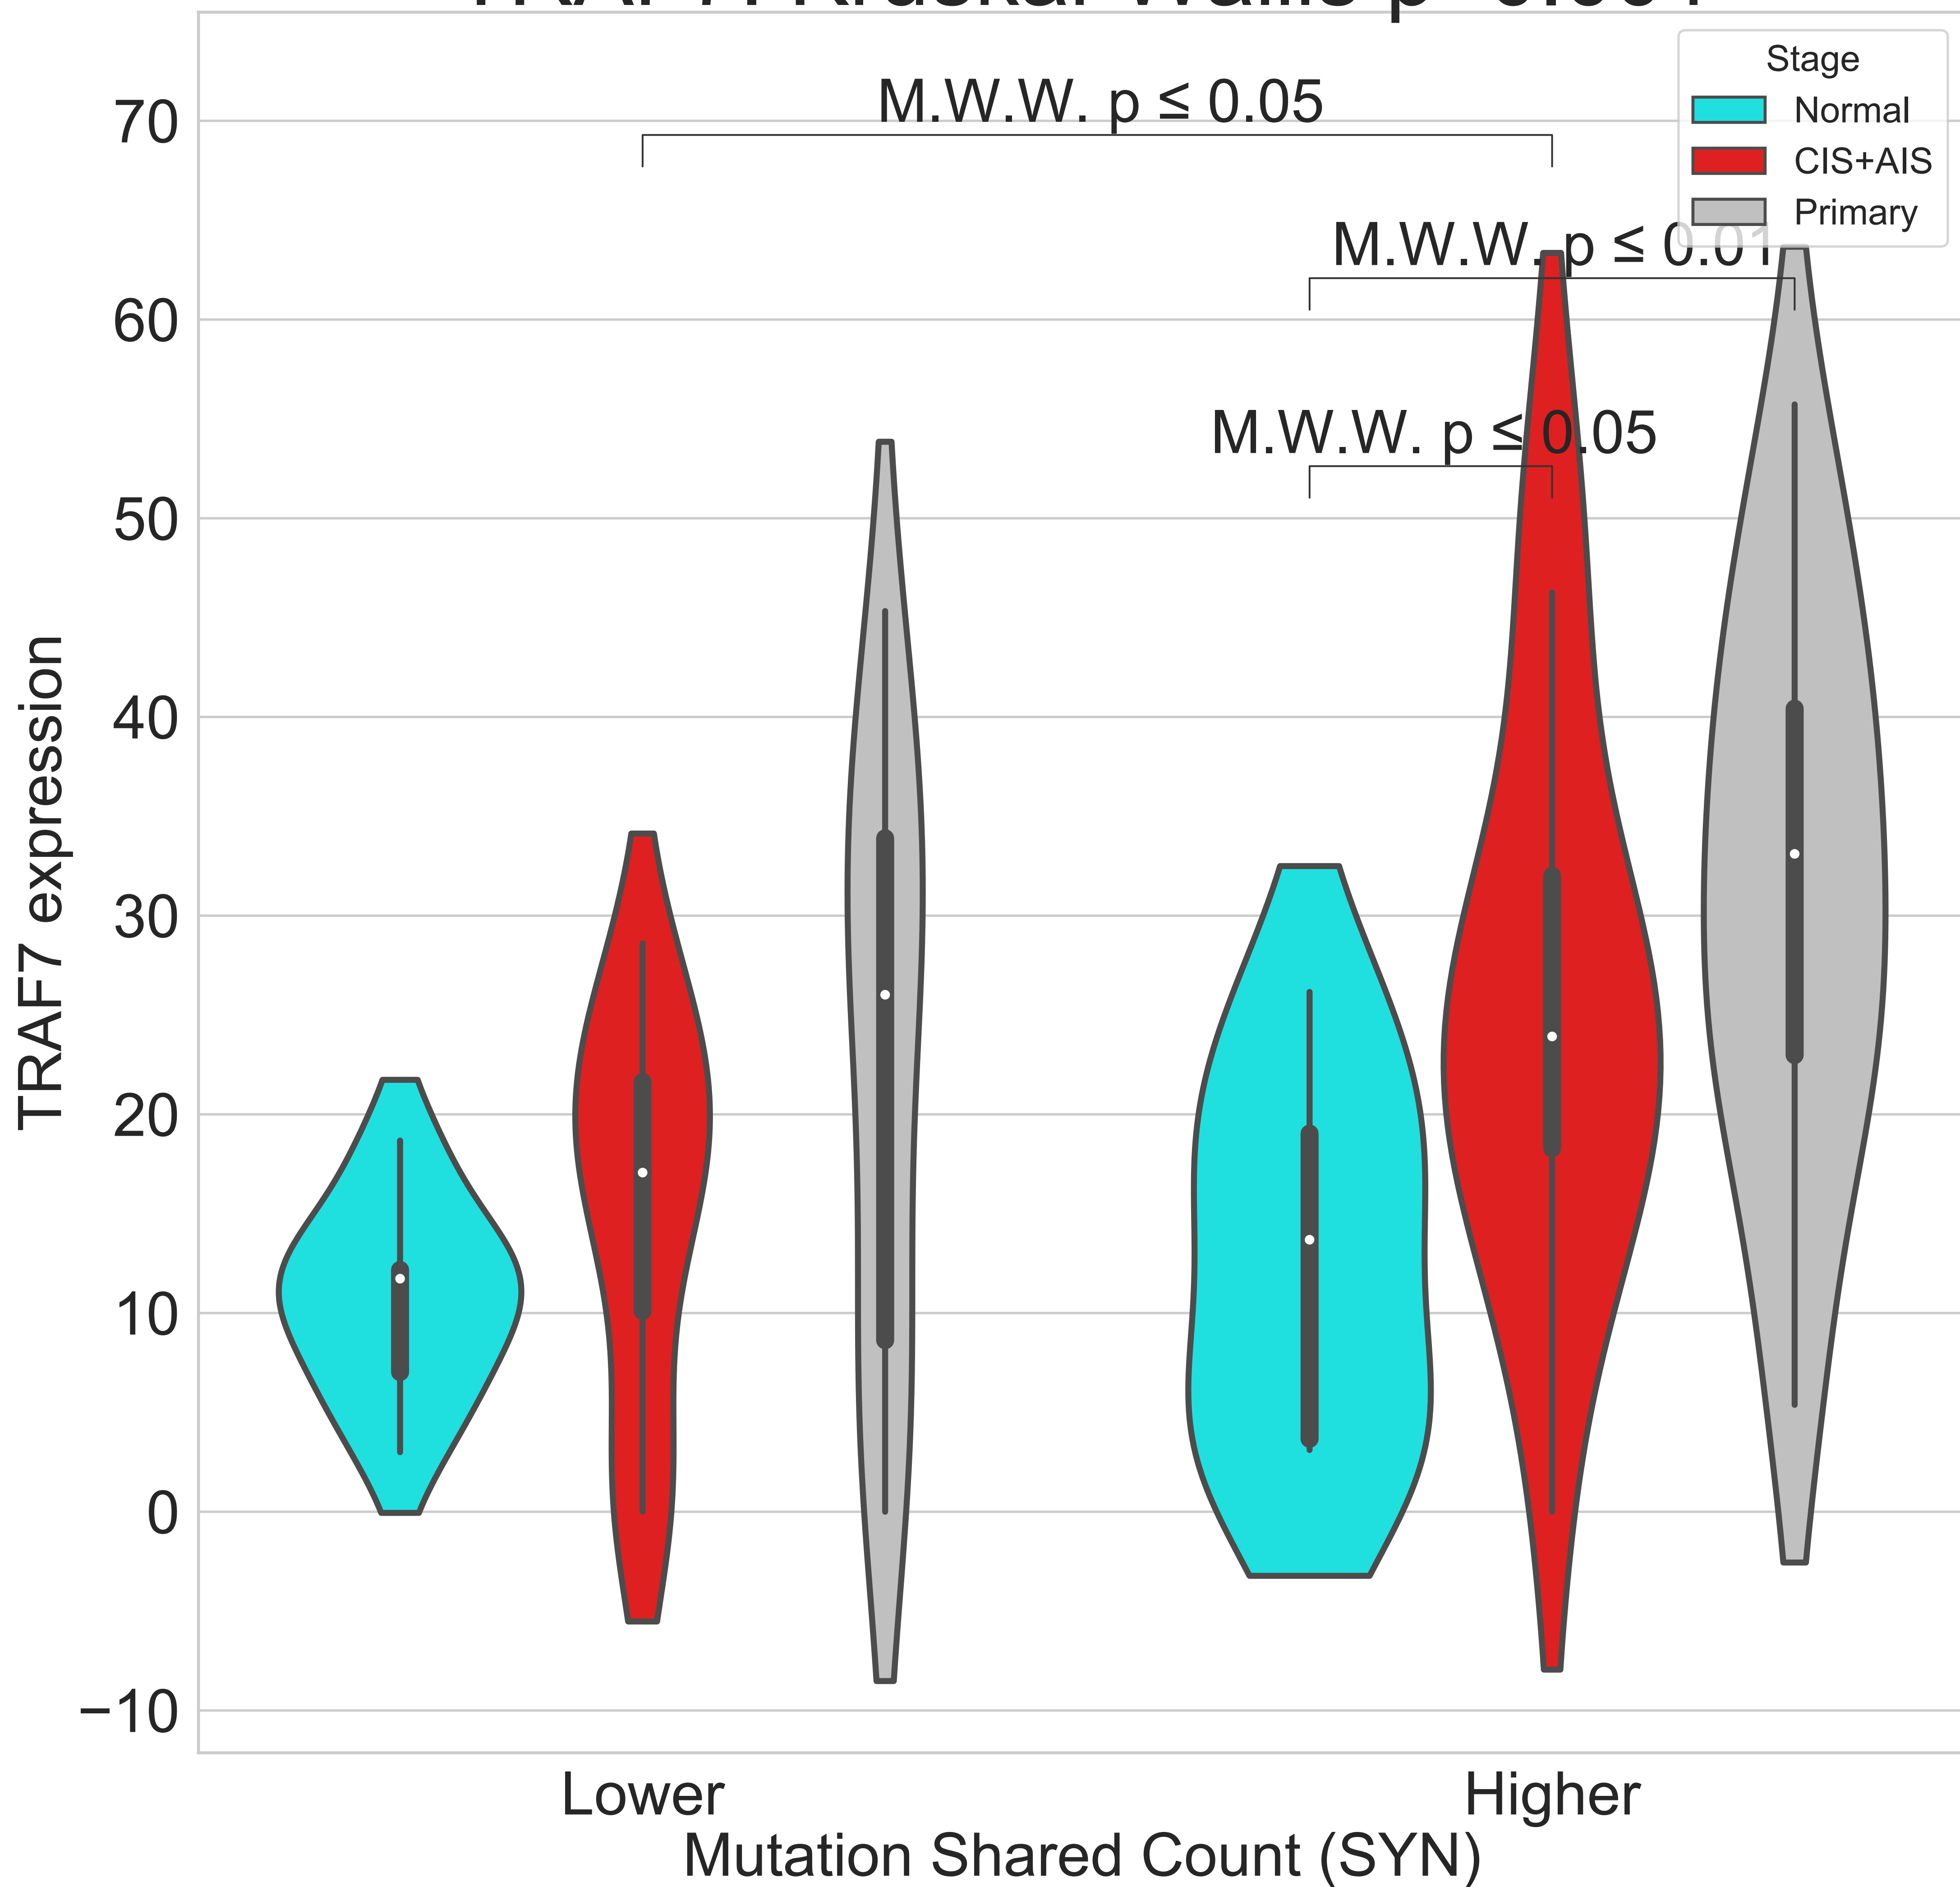 M.W.W. p ≤ 0.05
Stage
Normal
CIS+AIS
Primary
M.W.W. p ≤ 0.01
M.W.W. p ≤ 0.05
70
60
50
40
30
20
10
0
−10
TRAF7 expression
Lower
Higher
Mutation Shared Count (SYN)